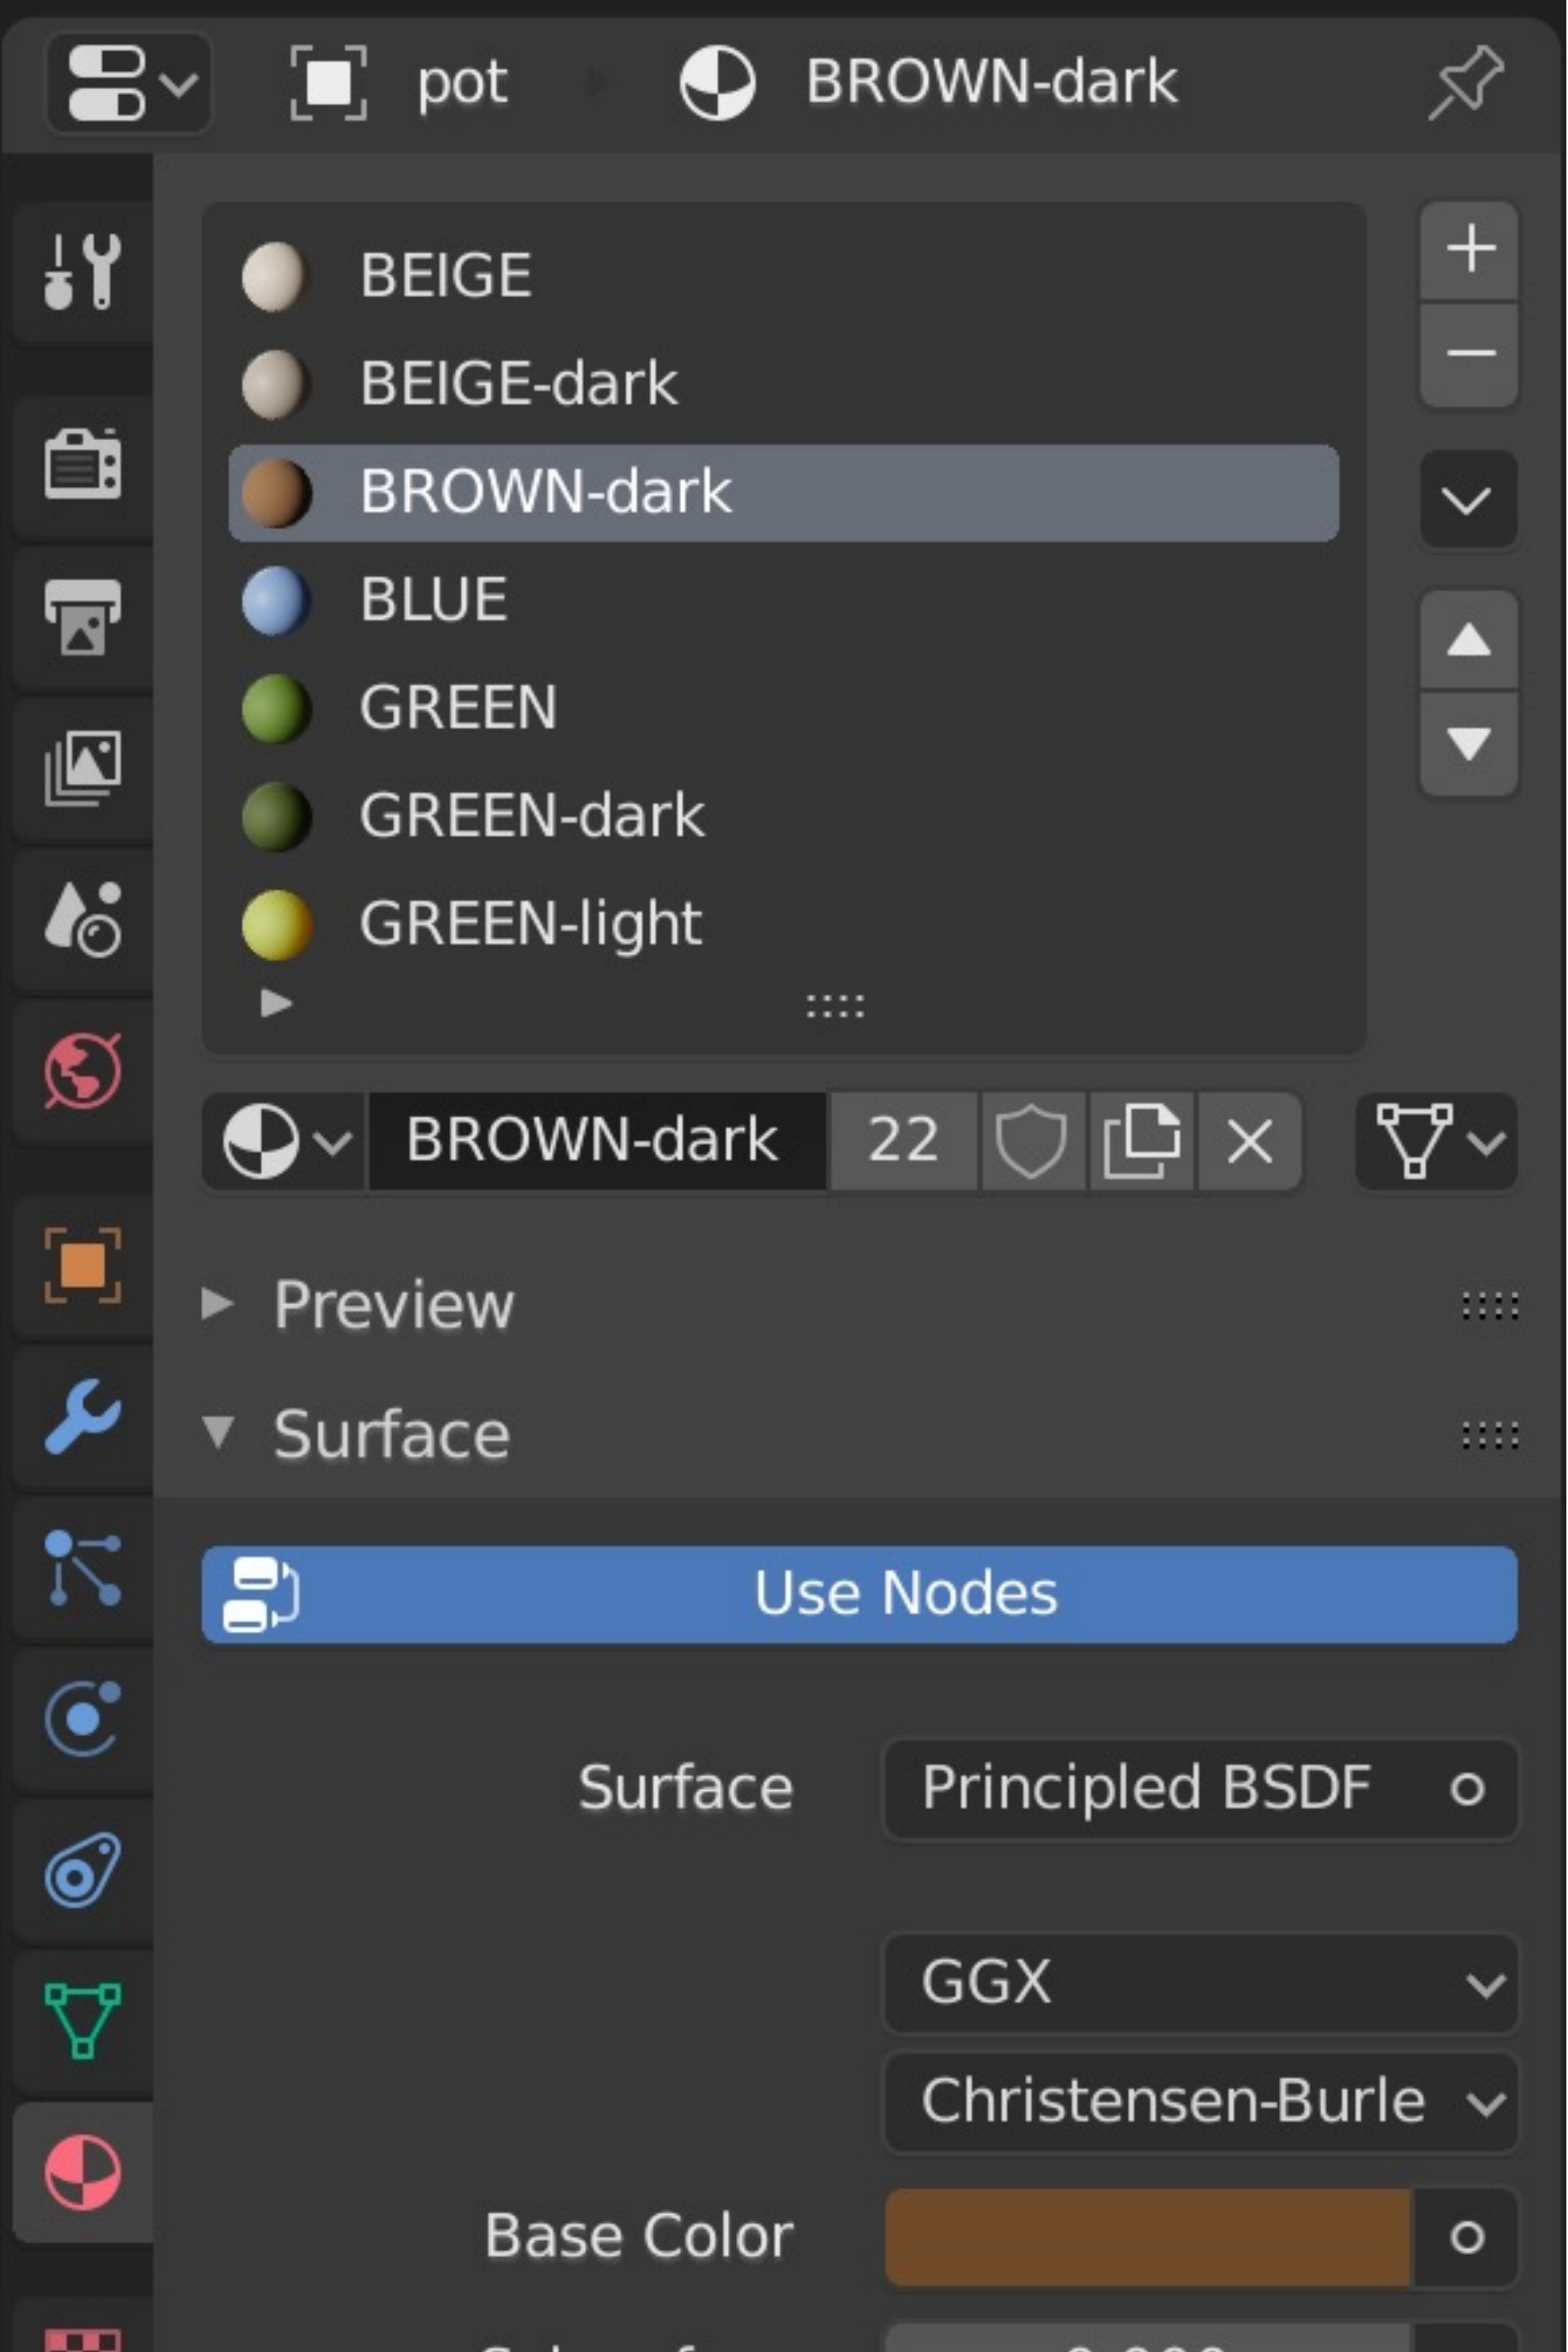 pot BROWN-dark
BEIGE
BEIGE-dark
BROWN-dark
BLUE
GREEN
GREEN-dark
GREEN-light
BROWN-dark 22
Preview
Surface
Use Nodes
Surface Principled BSDF
GGX
Christensen-Burle
Base Color